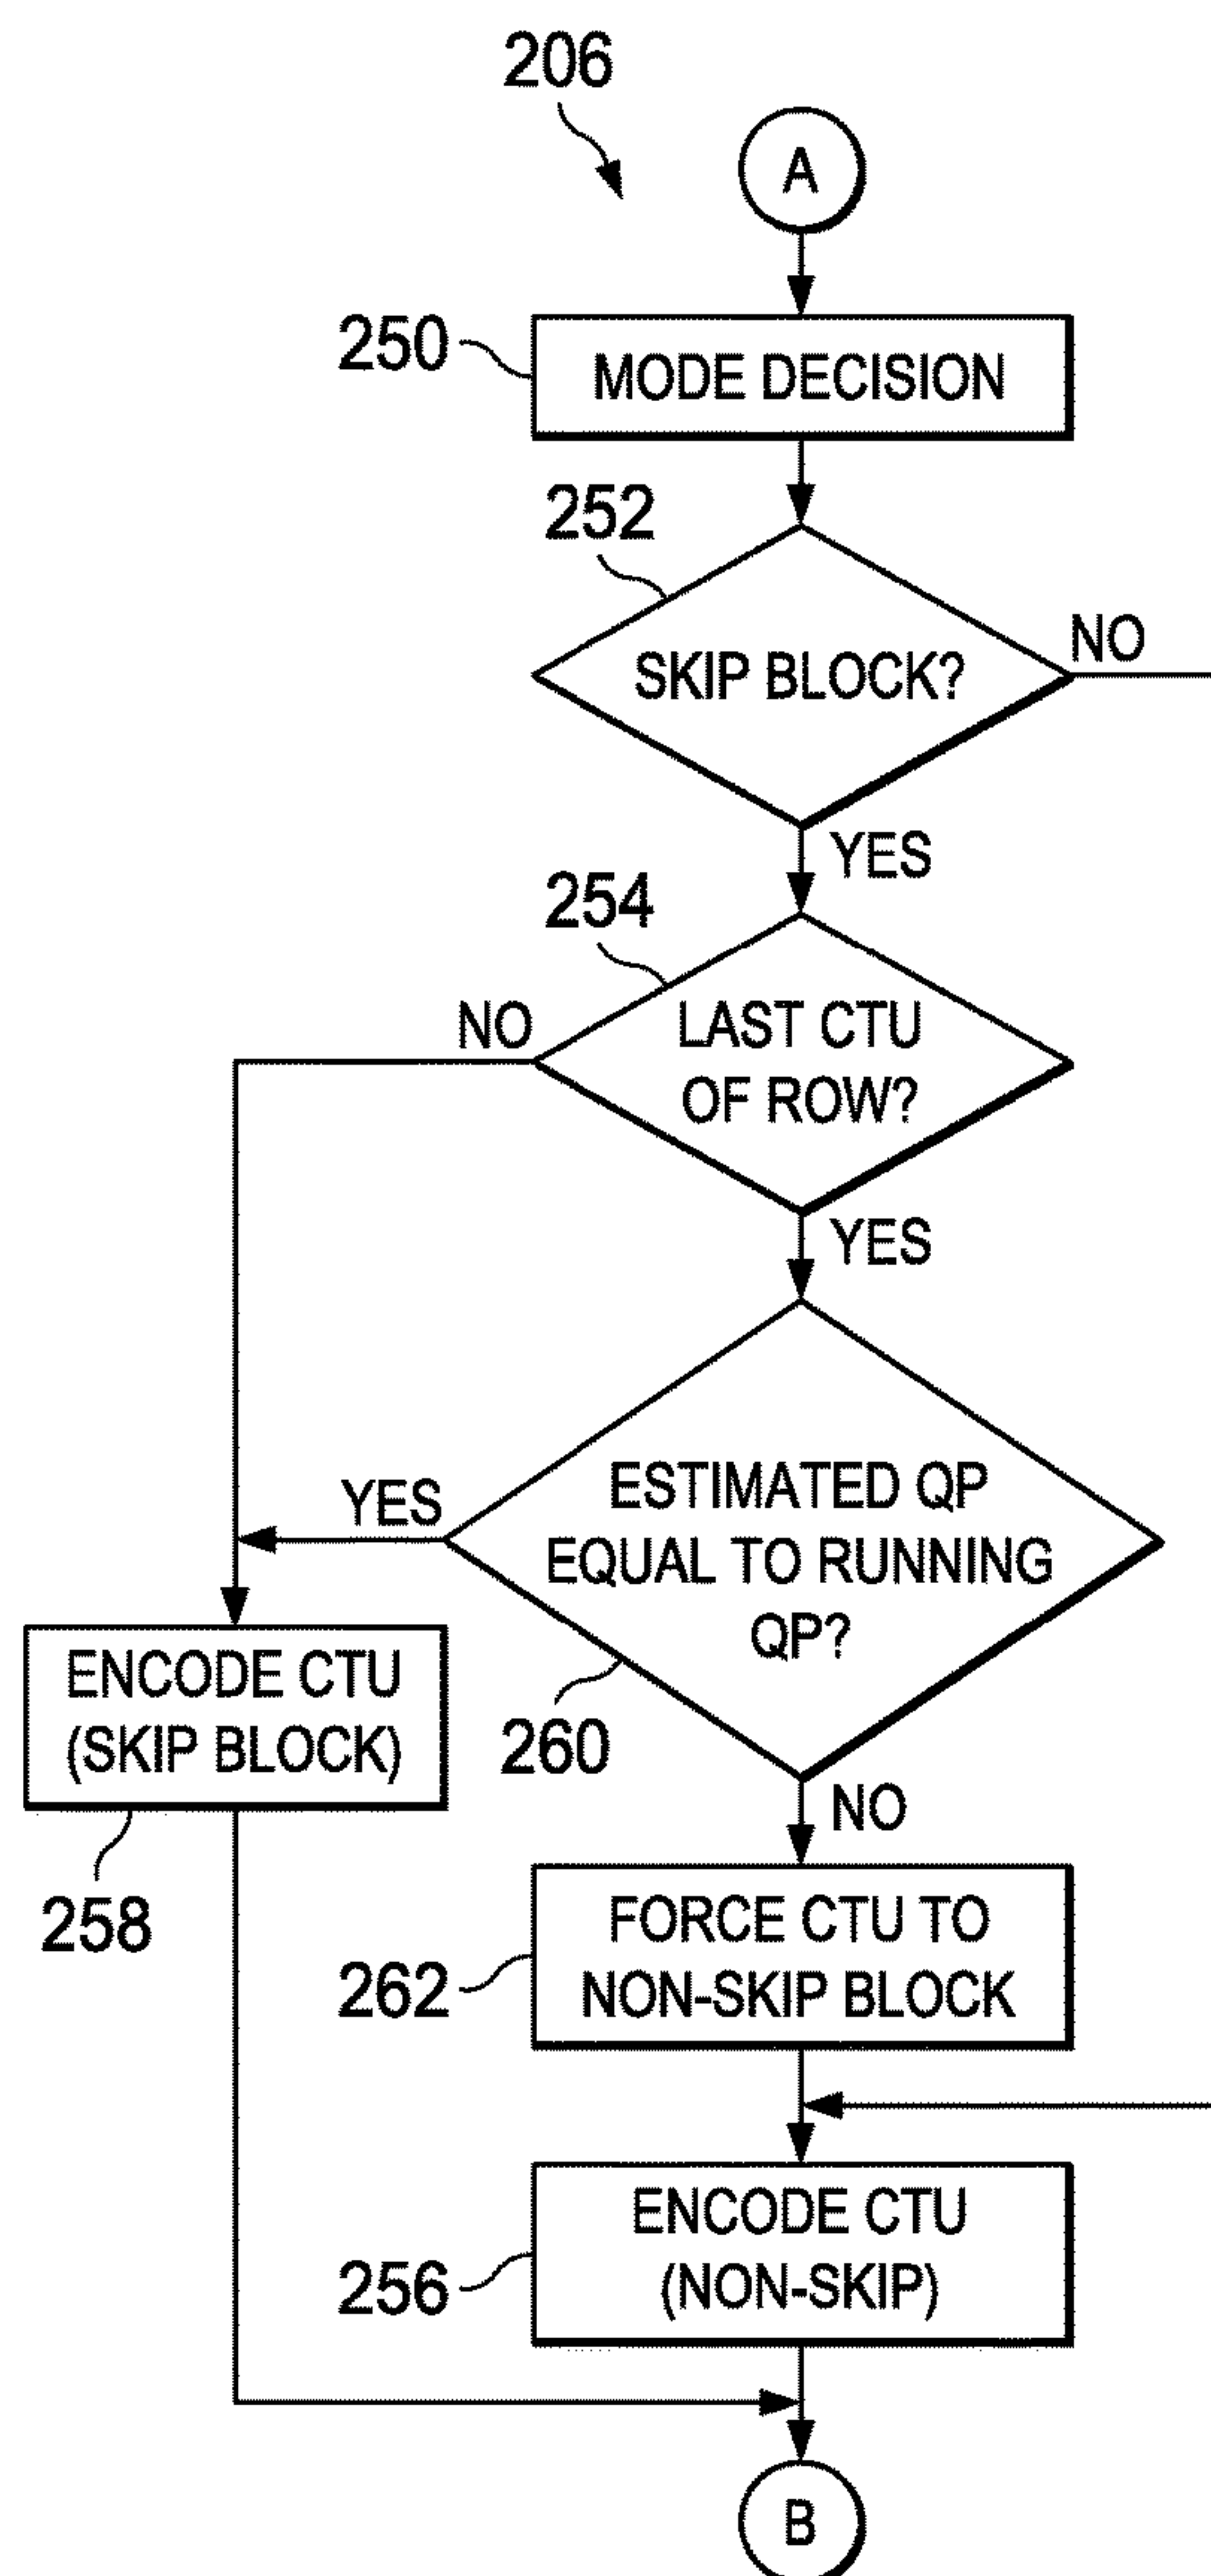 206
A
250
MODE DECISION
252
SKIP BLOCK?
NO
YES
254
NO
LAST CTU
OF ROW?
YES
YES
ESTIMATED QP
EQUAL TO RUNNING
QP?
260
ENCODE CTU
(SKIP BLOCK)
258
NO
262
FORCE CTU TO
NON-SKIP BLOCK
256
ENCODE CTU
(NON-SKIP)
B